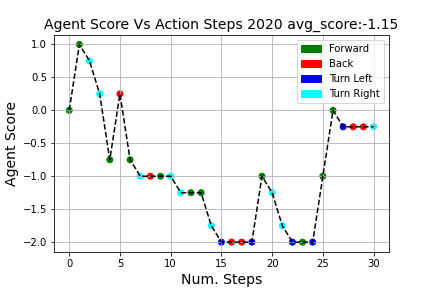 Agent Score Vs Action Steps 2020 avg_score:-1.15
Agent Score
1.0
0.5
0.0
−0.5
−1.0
−1.5
−2.0
Forward
Back
Turn Left
Turn Right
0 5 10 15 20 25 30
Num. Steps